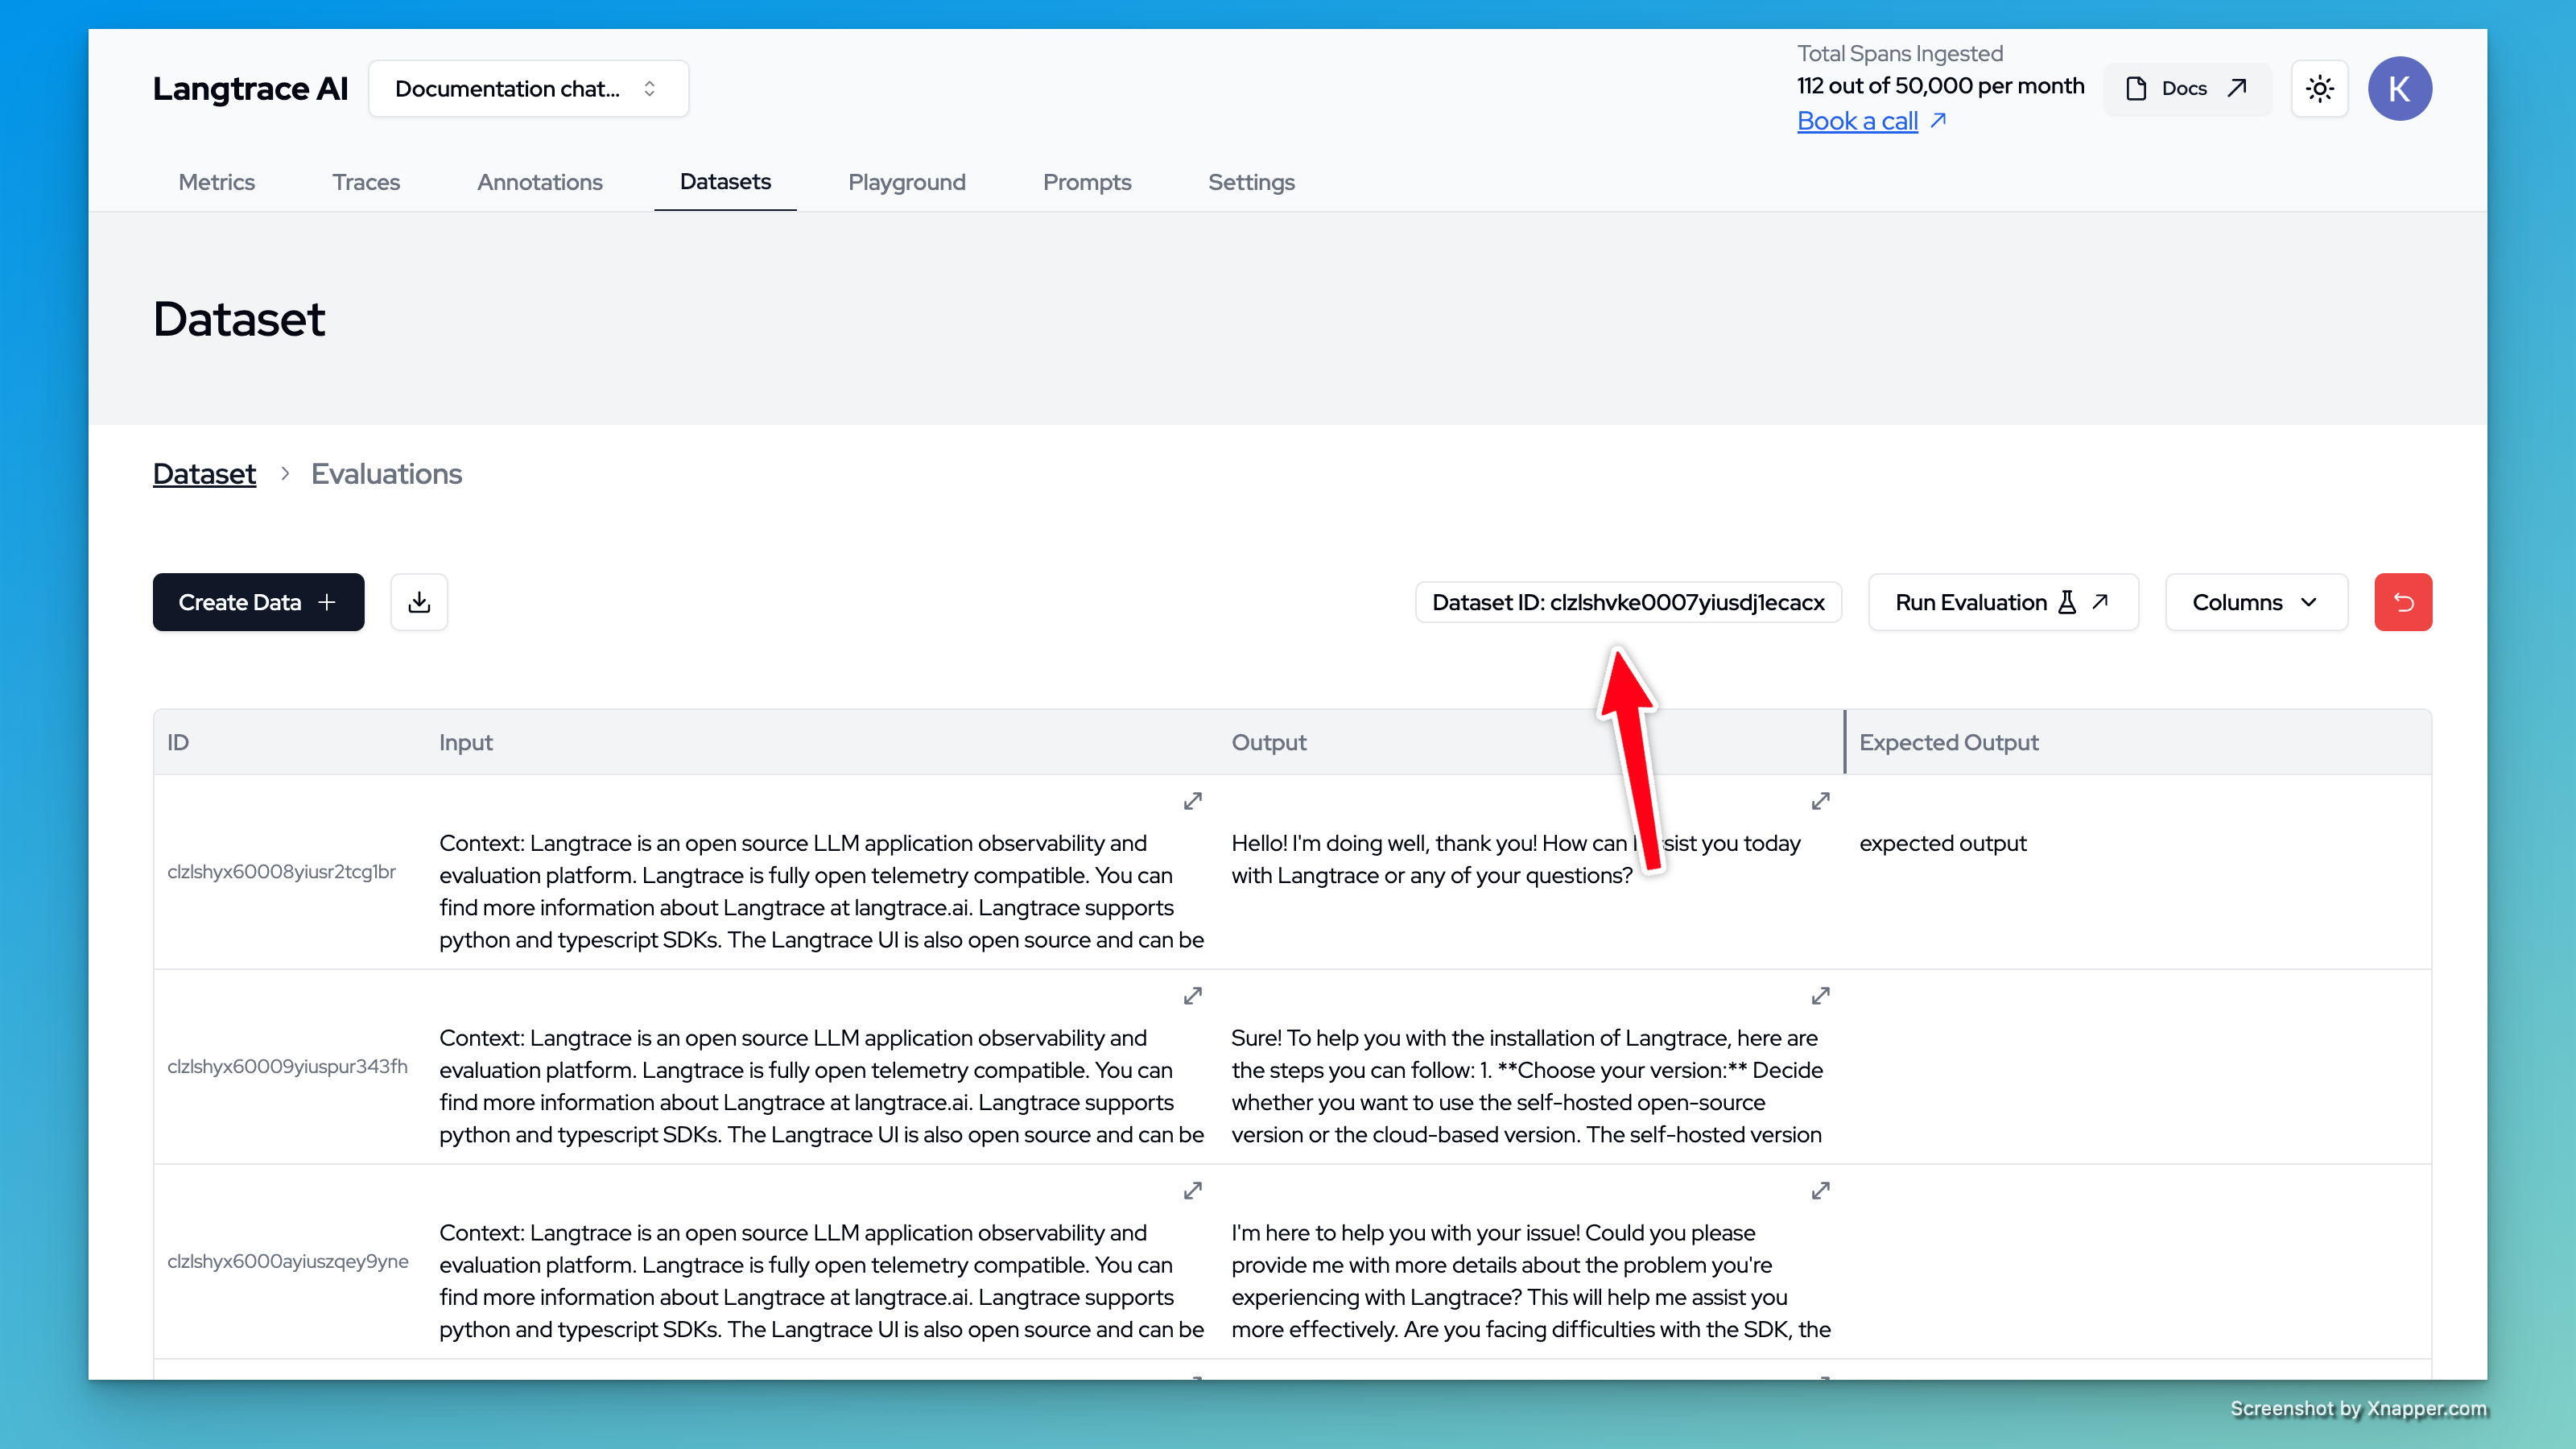 Langtrace AI
Documentation chat...
Total Spans Ingested
112 out of 50,000 per month
Book a call
Docs
K
Metrics
Traces
Annotations
Datasets
Playground
Prompts
Settings
Dataset
Dataset > Evaluations
Create Data +
Dataset ID: clzlshvke0007yiusdj1ecacx
Run Evaluation
Columns
ID
Input
Output
Expected Output
clzlshyx60008yiusr2tcg1br
Context: Langtrace is an open source LLM application observability and
evaluation platform. Langtrace is fully open telemetry compatible. You can
find more information about Langtrace at langtrace.ai. Langtrace supports
python and typescript SDKs. The Langtrace UI is also open source and can be
Hello! I'm doing well, thank you! How can I assist you today
with Langtrace or any of your questions?
expected output
clzlshyx60009yiuspur343fh
Context: Langtrace is an open source LLM application observability and
evaluation platform. Langtrace is fully open telemetry compatible. You can
find more information about Langtrace at langtrace.ai. Langtrace supports
python and typescript SDKs. The Langtrace UI is also open source and can be
Sure! To help you with the installation of Langtrace, here are
the steps you can follow: 1. **Choose your version:** Decide
whether you want to use the self-hosted open-source
version or the cloud-based version. The self-hosted version
clzlshyx6000ayiuszqey9yne
Context: Langtrace is an open source LLM application observability and
evaluation platform. Langtrace is fully open telemetry compatible. You can
find more information about Langtrace at langtrace.ai. Langtrace supports
python and typescript SDKs. The Langtrace UI is also open source and can be
I'm here to help you with your issue! Could you please
provide me with more details about the problem you're
experiencing with Langtrace? This will help me assist you
more effectively. Are you facing difficulties with the SDK, the
Screenshot by Xnapper.com